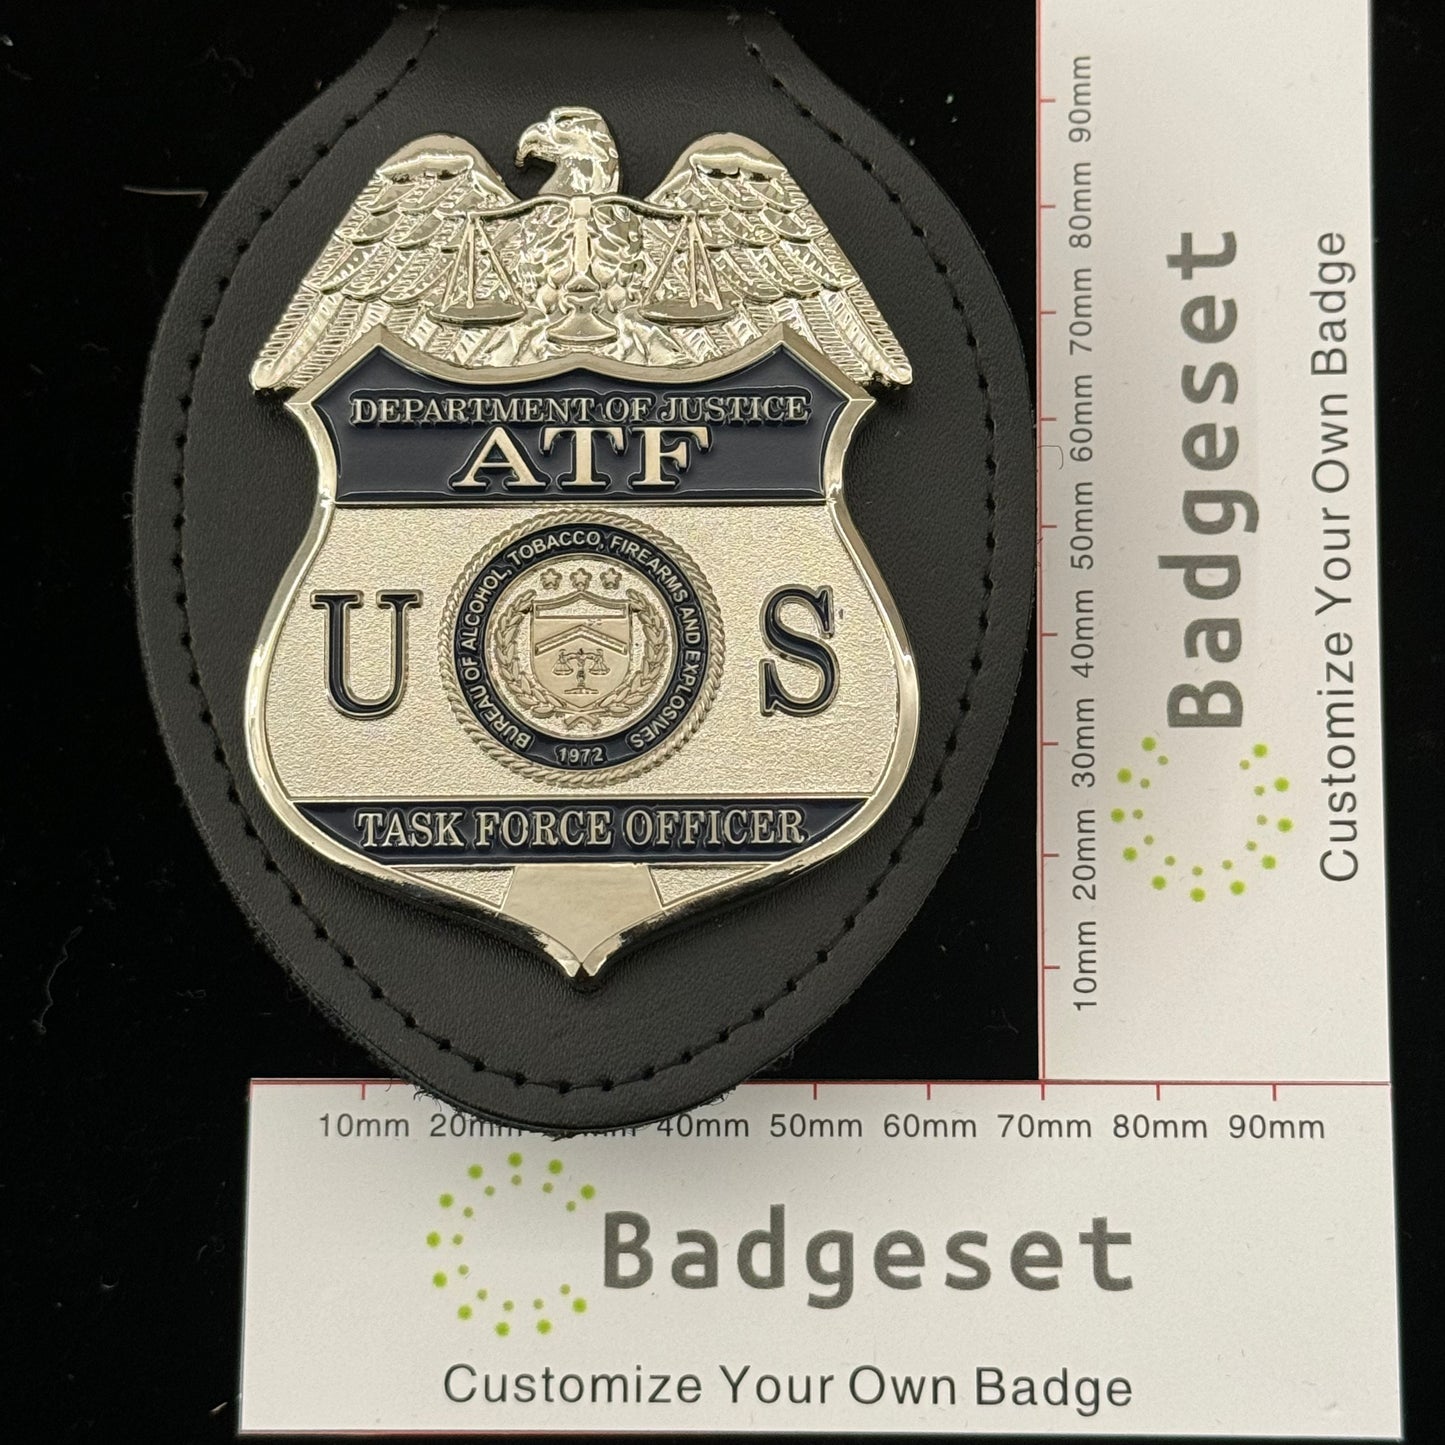 DEPARTMENT OF JUSTICE
ATF
U S
BUREAU OF ALCOHOL, TOBACCO, FIREARMS AND EXPLOSIVES
1972
TASK FORCE OFFICER
90mm
80mm
70mm
60mm
50mm
40mm
30mm
20mm
10mm
Badgeset
Customize Your Own Badge
10mm 20mm 40mm 50mm 60mm 70mm 80mm 90mm
Badgeset
Customize Your Own Badge